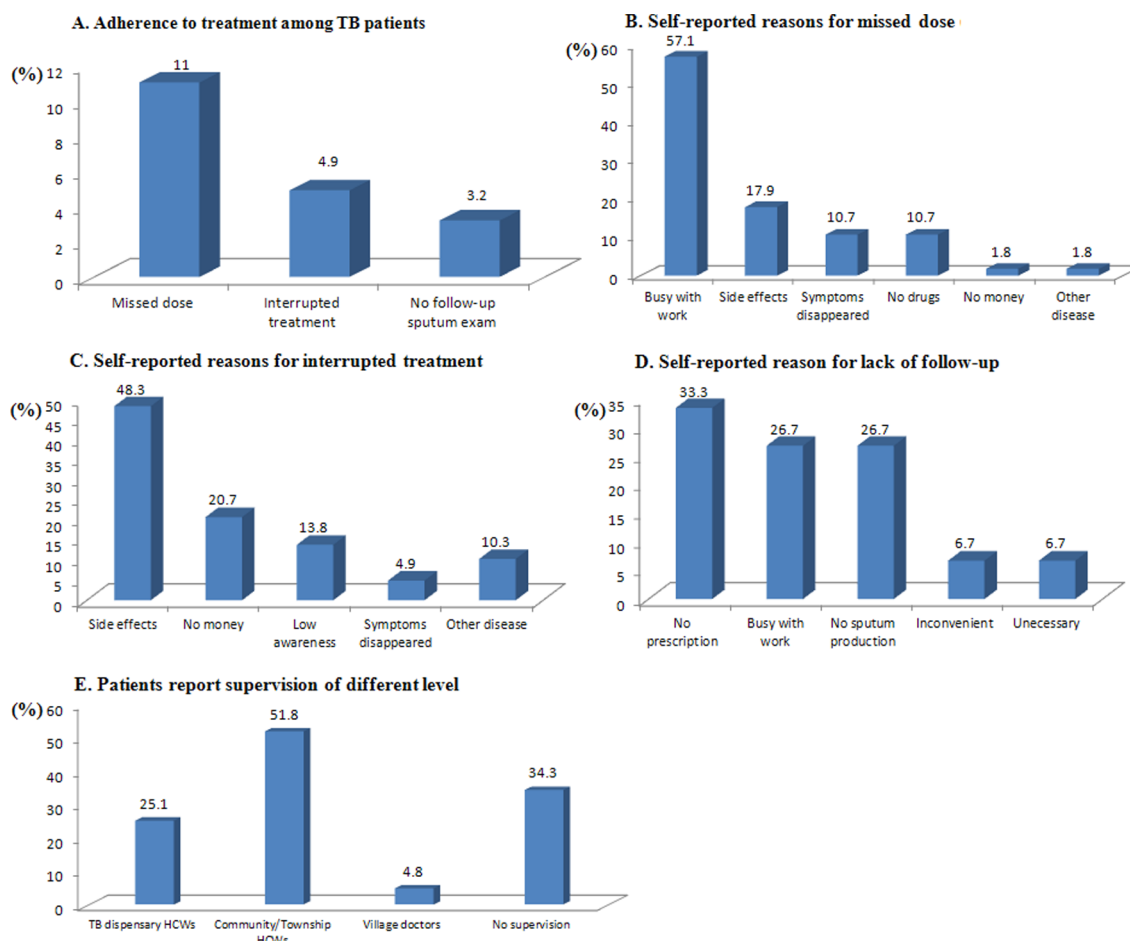 A. Adherence to treatment among TB patients
(%)
12
10
8
6
4
2
0
11
4.9
3.2
Missed dose
Interrupted
treatment
No follow-up
sputum exam
B. Self-reported reasons for missed dose
(%)
60
50
40
30
20
10
0
57.1
17.9
10.7
10.7
1.8
1.8
Busy with
work
Side effects
Symptoms
disappeared
No drugs
No money
Other
disease
C. Self-reported reasons for interrupted treatment
(%)
50
45
40
35
30
25
20
15
10
5
0
48.3
20.7
13.8
4.9
10.3
Side effects
No money
Low
awareness
Symptoms
disappeared
Other disease
D. Self-reported reason for lack of follow-up
(%)
35
30
25
20
15
10
5
0
33.3
26.7
26.7
6.7
6.7
No
prescription
Busy with
work
No sputum
production
Inconvenient
Unecessary
E. Patients report supervision of different level
(%)
60
50
40
30
20
10
0
25.1
51.8
4.8
34.3
TB dispensary HCWs
Community/Township
HCWs
Village doctors
No supervision